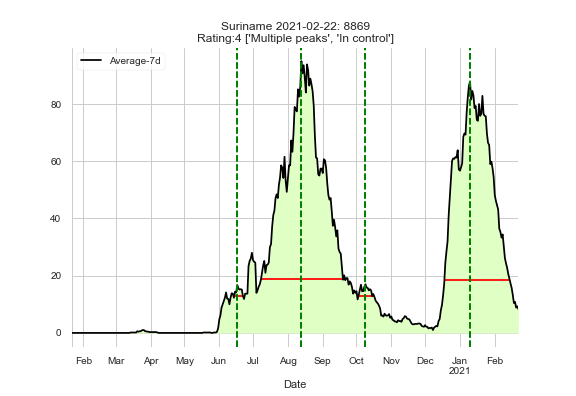 Suriname 2021-02-22: 8869
Rating:4 ['Multiple peaks', 'In control']
Average-7d
80
60
40
20
0
Feb Mar Apr May Jun Jul Aug Sep Oct Nov Dec Jan Feb
2021
Date